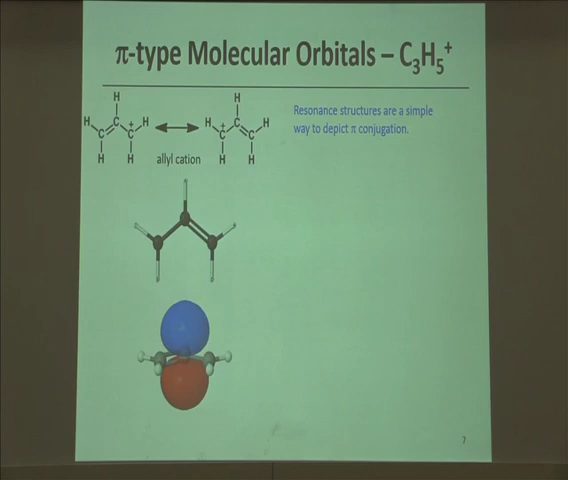 π-type Molecular Orbitals – C₃H₅⁺
H H
H C C⁺ H H C⁺ C H
C C
H H H H
allyl cation
Resonance structures are a simple
way to depict π conjugation.
7